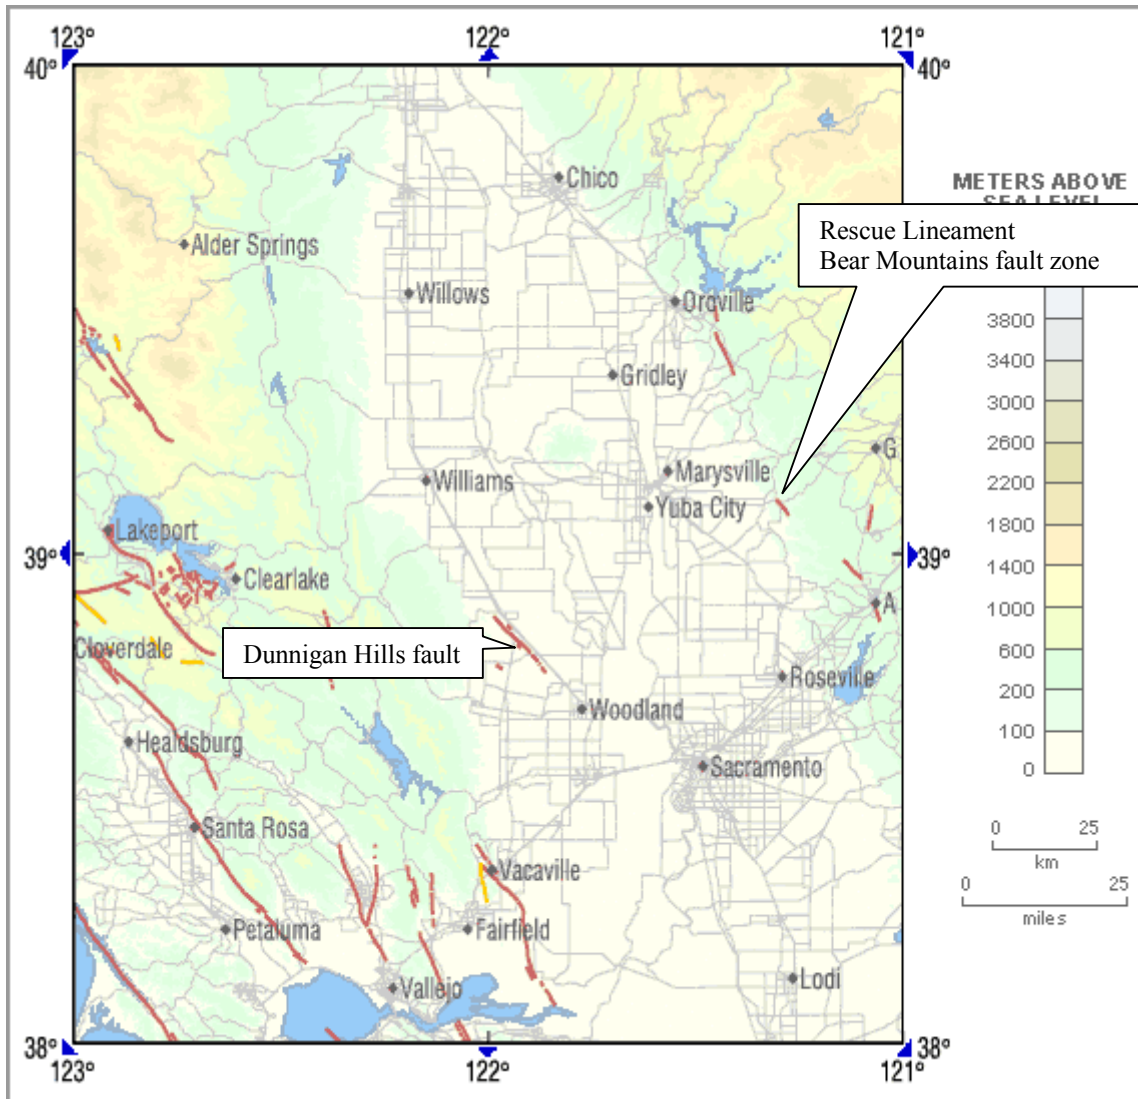 123°
122°
121°
40°
40°
Chico
METERS ABOVE
SEA LEVEL
Rescue Lineament
Bear Mountains fault zone
Alder Springs
Willows
Oroville
3800
3400
Gridley
3000
2600
G
Marysville
Williams
2200
Yuba City
1800
Lakeport
39°
39°
1400
Clearlake
A
1000
Cloverdale
Dunnigan Hills fault
600
Roseville
200
Woodland
Healdsburg
100
Sacramento
0
Santa Rosa
0 25
km
Vacaville
0 25
miles
Petaluma
Fairfield
Vallejo
Lodi
38°
38°
123°
122°
121°